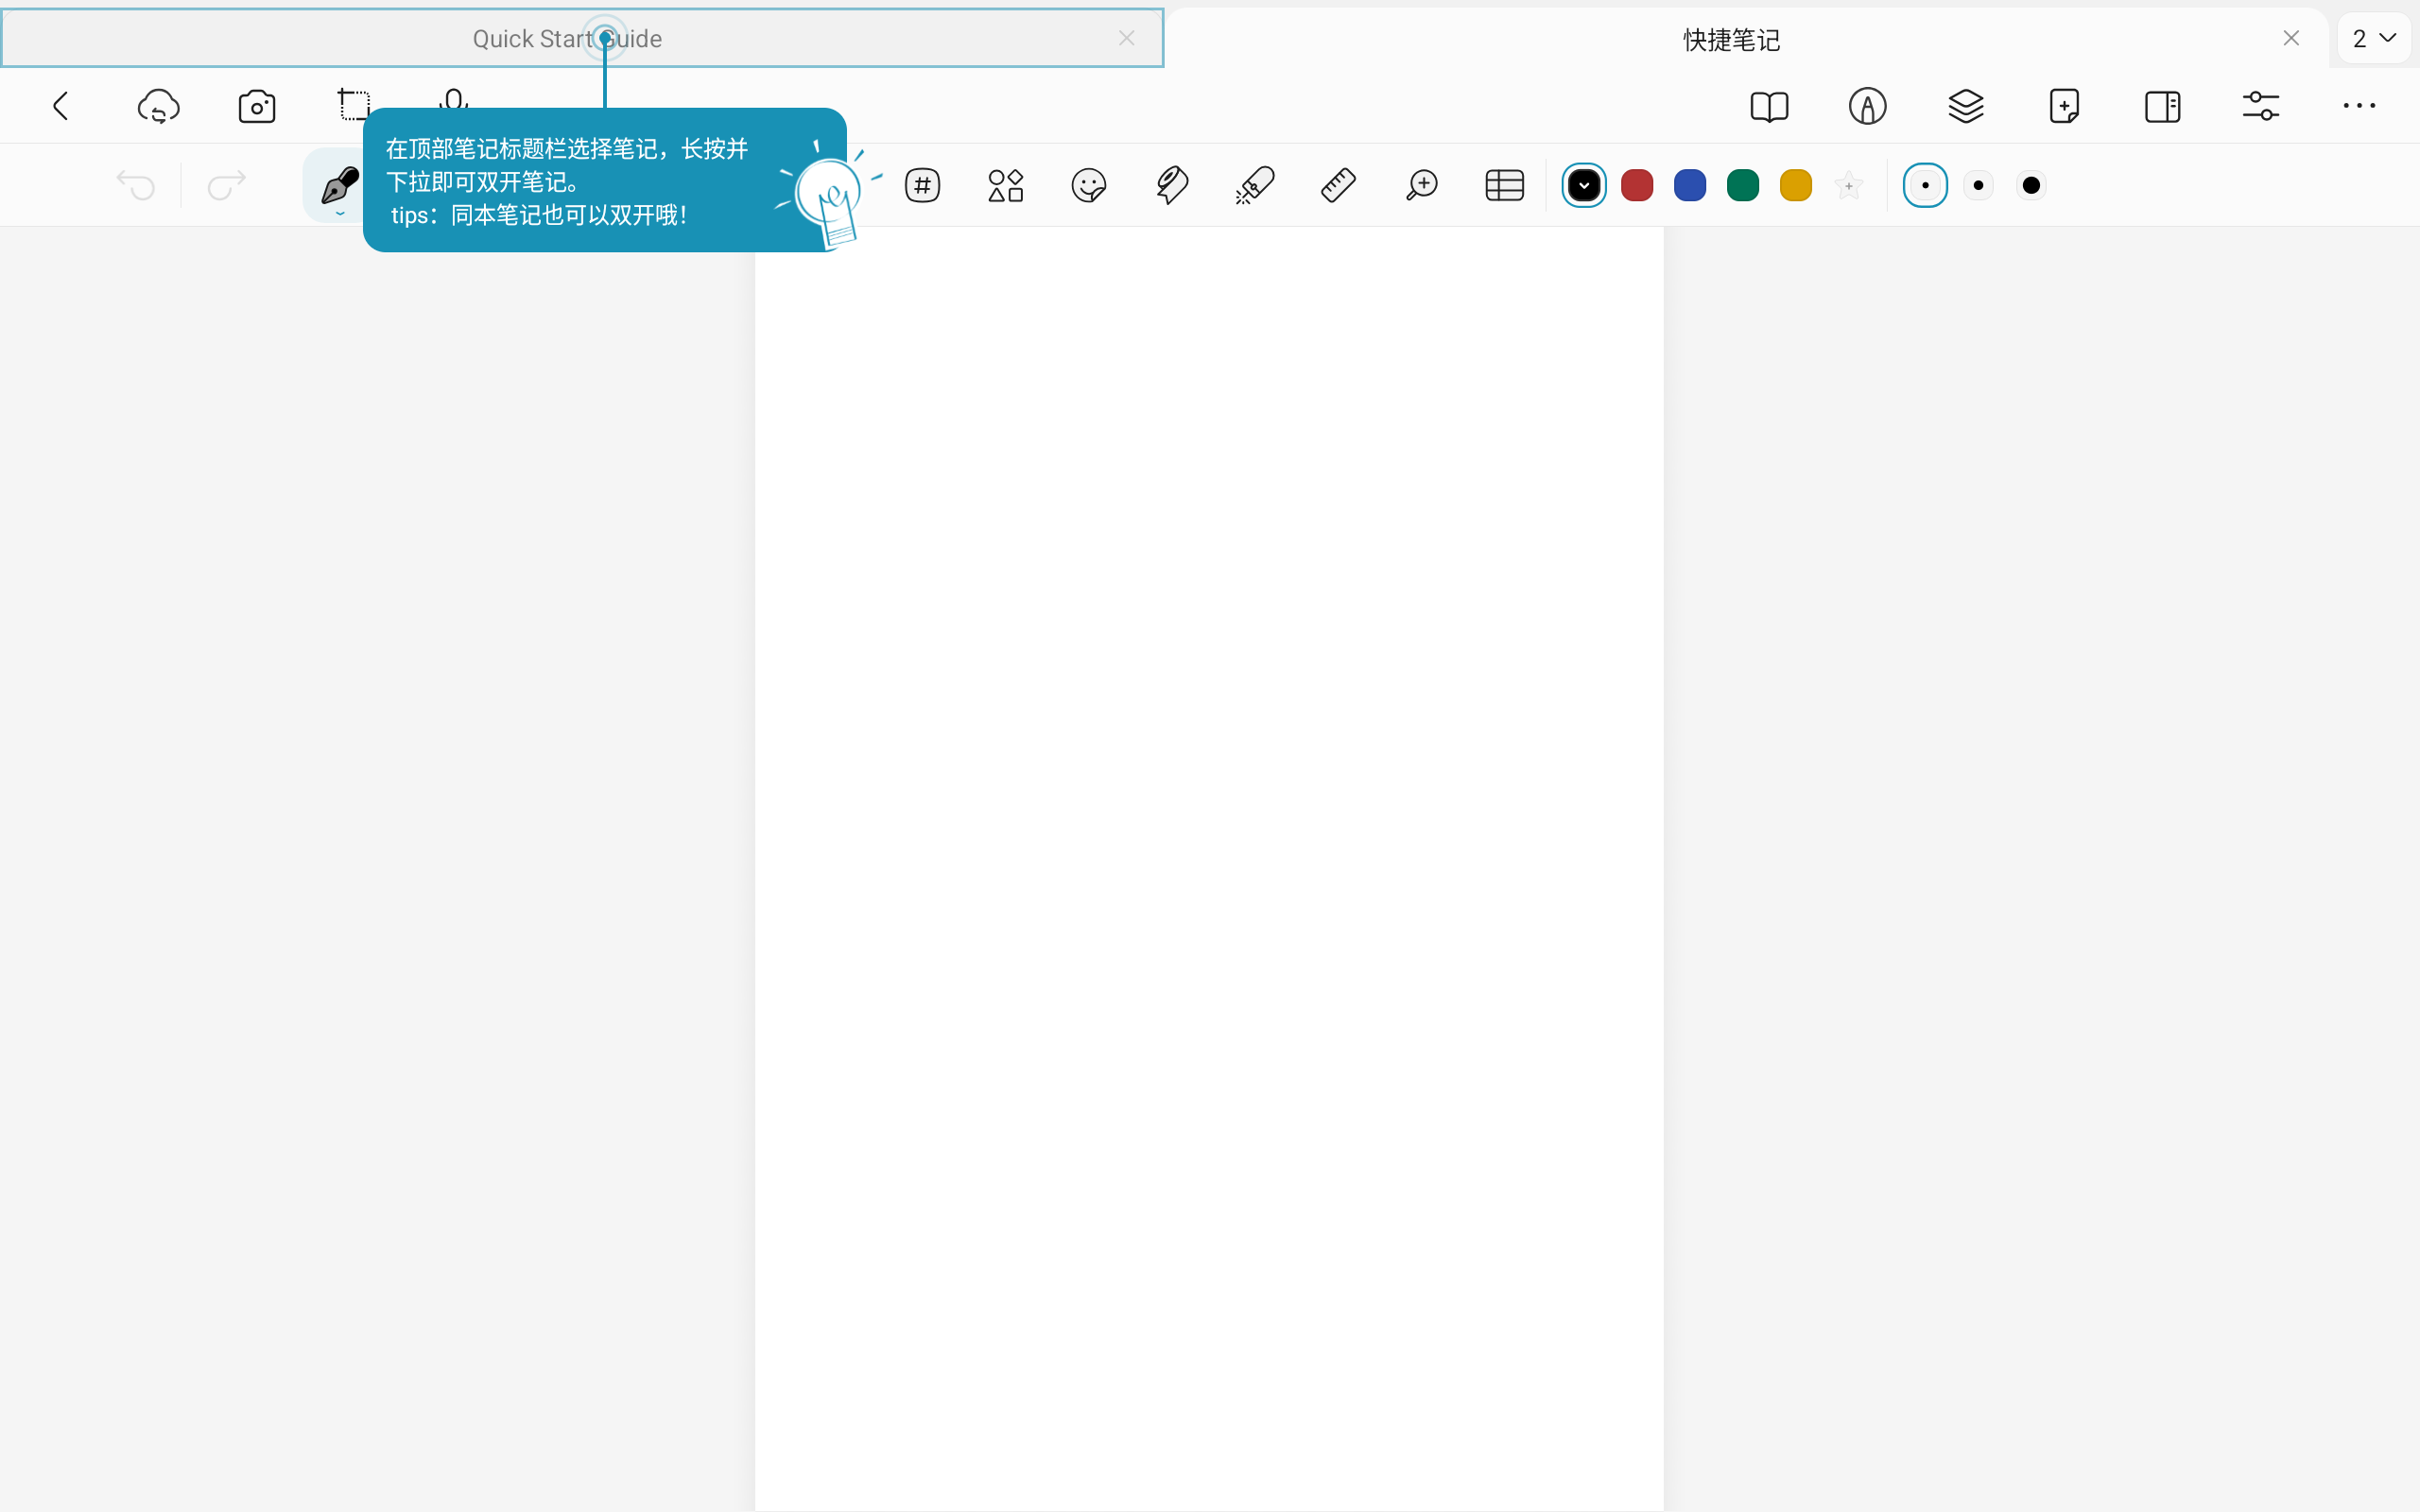 Quick Start Guide
快捷笔记
2
在顶部笔记标题栏选择笔记，长按并
下拉即可双开笔记。
tips：同本笔记也可以双开哦！